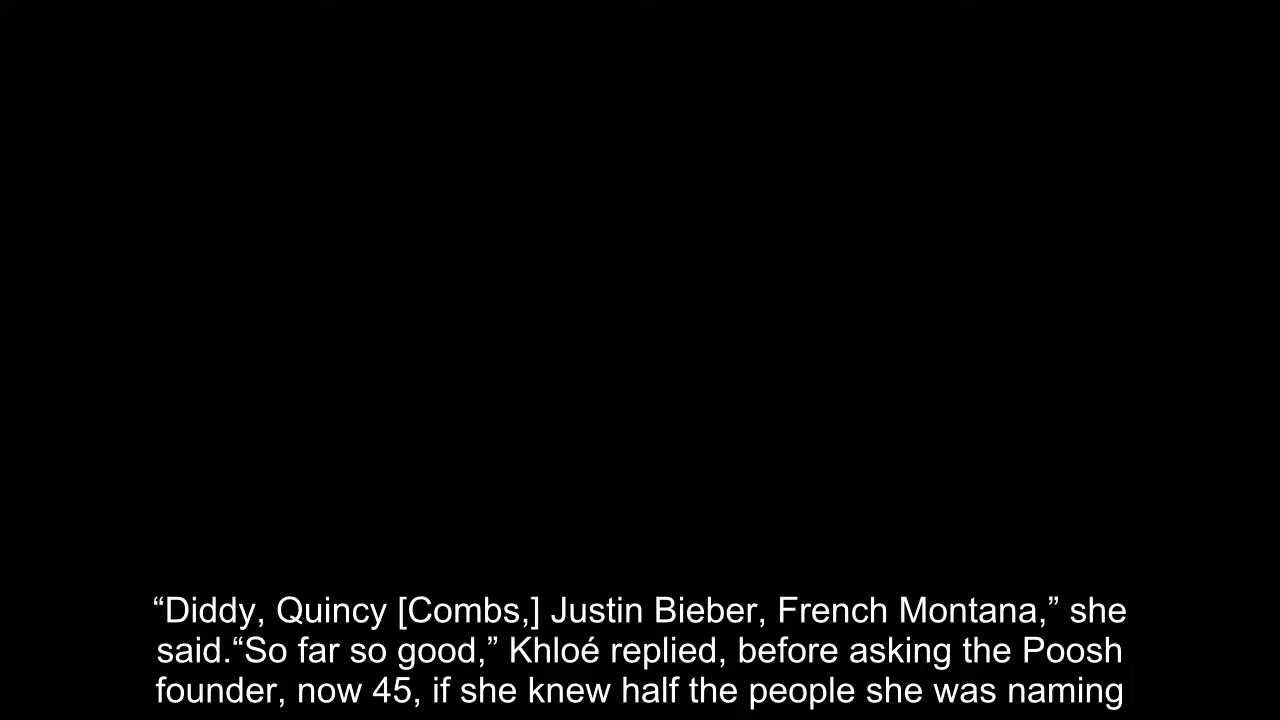 “Diddy, Quincy [Combs,] Justin Bieber, French Montana,” she
said.“So far so good,” Khloé replied, before asking the Poosh
founder, now 45, if she knew half the people she was naming